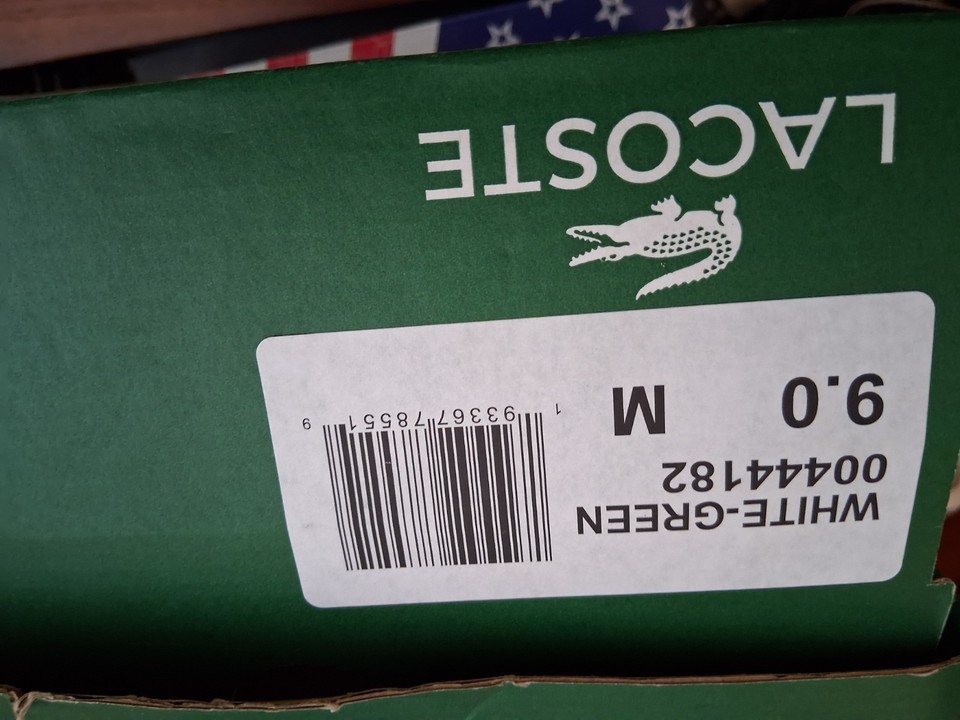 WHITE-GREEN
00444182
9.0 M
1 93367 78551 9
LACOSTE